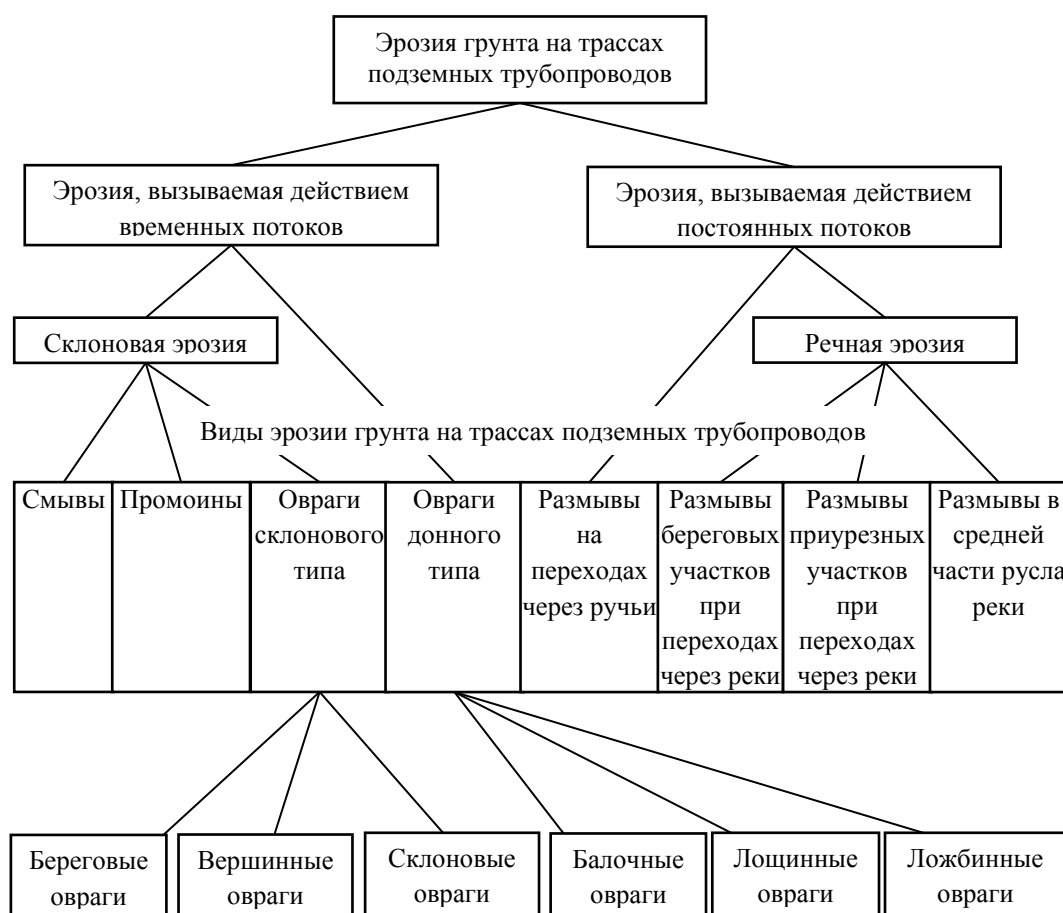 Эрозия грунта на трассах
подземных трубопроводов
Эрозия, вызываемая действием
временных потоков
Эрозия, вызываемая действием
постоянных потоков
Склоновая эрозия
Речная эрозия
Виды эрозии грунта на трассах подземных трубопроводов
Смывы
Промоины
Овраги
склонового
типа
Овраги
донного
типа
Размывы
на
переходах
через ручьи
Размывы
береговых
участков
при
переходах
через реки
Размывы
приурезных
участков
при
переходах
через реки
Размывы в
средней
части русла
реки
Береговые
овраги
Вершинные
овраги
Склоновые
овраги
Балочные
овраги
Лощинные
овраги
Ложбинные
овраги